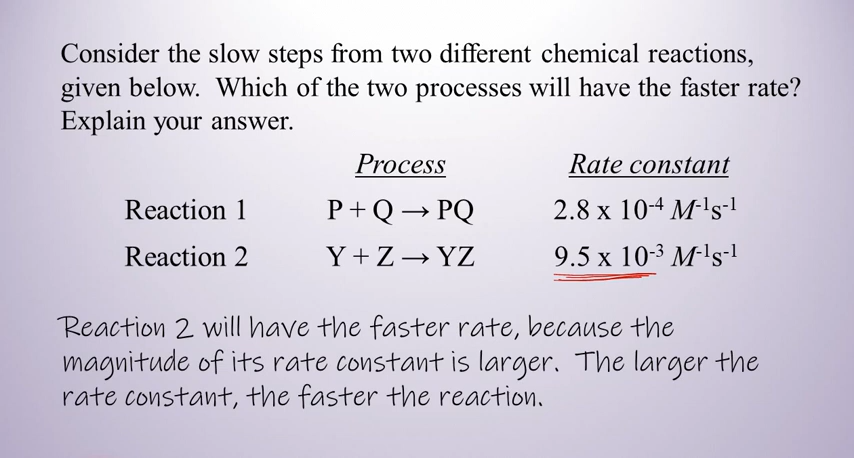 Consider the slow steps from two different chemical reactions,
given below.  Which of the two processes will have the faster rate?
Explain your answer.
Process Rate constant
Reaction 1 P + Q → PQ 2.8 x 10⁻⁴ M⁻¹s⁻¹
Reaction 2 Y + Z → YZ 9.5 x 10⁻³ M⁻¹s⁻¹
Reaction 2 will have the faster rate, because the
magnitude of its rate constant is larger.  The larger the
rate constant, the faster the reaction.